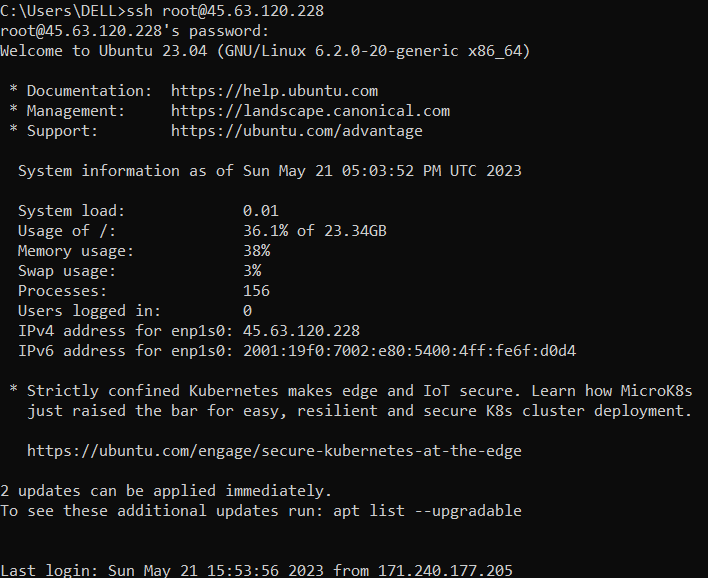 C:\Users\DELL>ssh root@45.63.120.228
root@45.63.120.228's password:
Welcome to Ubuntu 23.04 (GNU/Linux 6.2.0-20-generic x86_64)
* Documentation:  https://help.ubuntu.com
* Management:     https://landscape.canonical.com
* Support:        https://ubuntu.com/advantage
System information as of Sun May 21 05:03:52 PM UTC 2023
System load:             0.01
Usage of /:              36.1% of 23.34GB
Memory usage:            38%
Swap usage:              3%
Processes:               156
Users logged in:         0
IPv4 address for enp1s0: 45.63.120.228
IPv6 address for enp1s0: 2001:19f0:7002:e80:5400:4ff:fe6f:d0d4
* Strictly confined Kubernetes makes edge and IoT secure. Learn how MicroK8s
just raised the bar for easy, resilient and secure K8s cluster deployment.
https://ubuntu.com/engage/secure-kubernetes-at-the-edge
2 updates can be applied immediately.
To see these additional updates run: apt list --upgradable
Last login: Sun May 21 15:53:56 2023 from 171.240.177.205